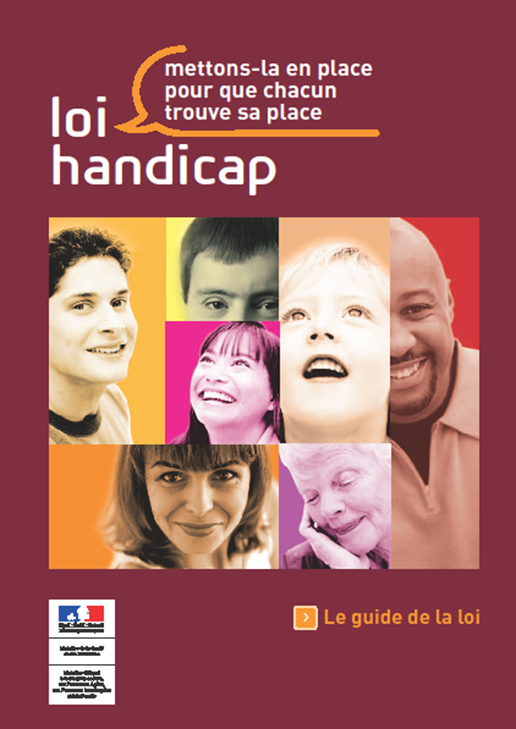 mettons-la en place
pour que chacun
trouve sa place
loi
handicap
Le guide de la loi